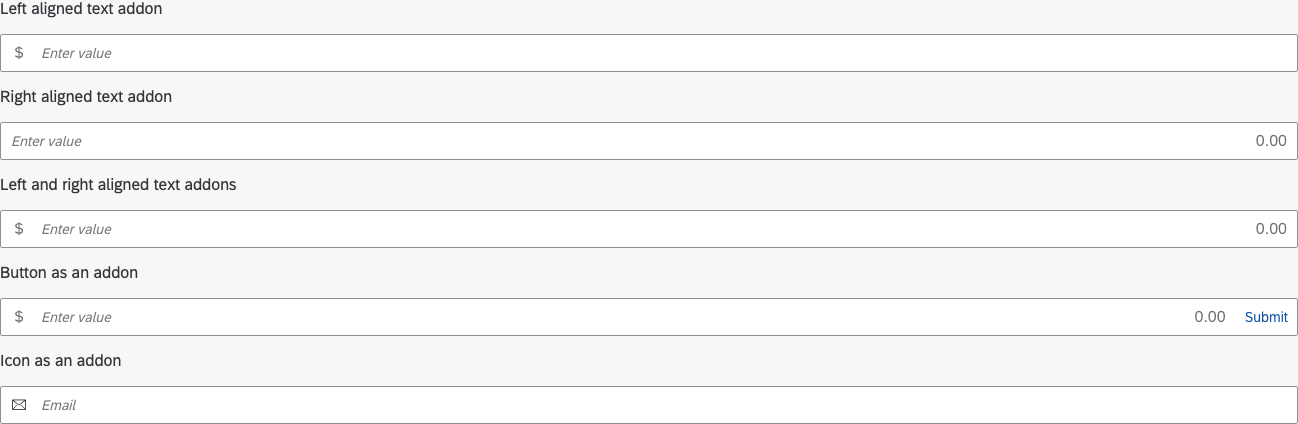 Left aligned text addon
$ Enter value
Right aligned text addon
Enter value 0.00
Left and right aligned text addons
$ Enter value 0.00
Button as an addon
$ Enter value 0.00 Submit
Icon as an addon
Email